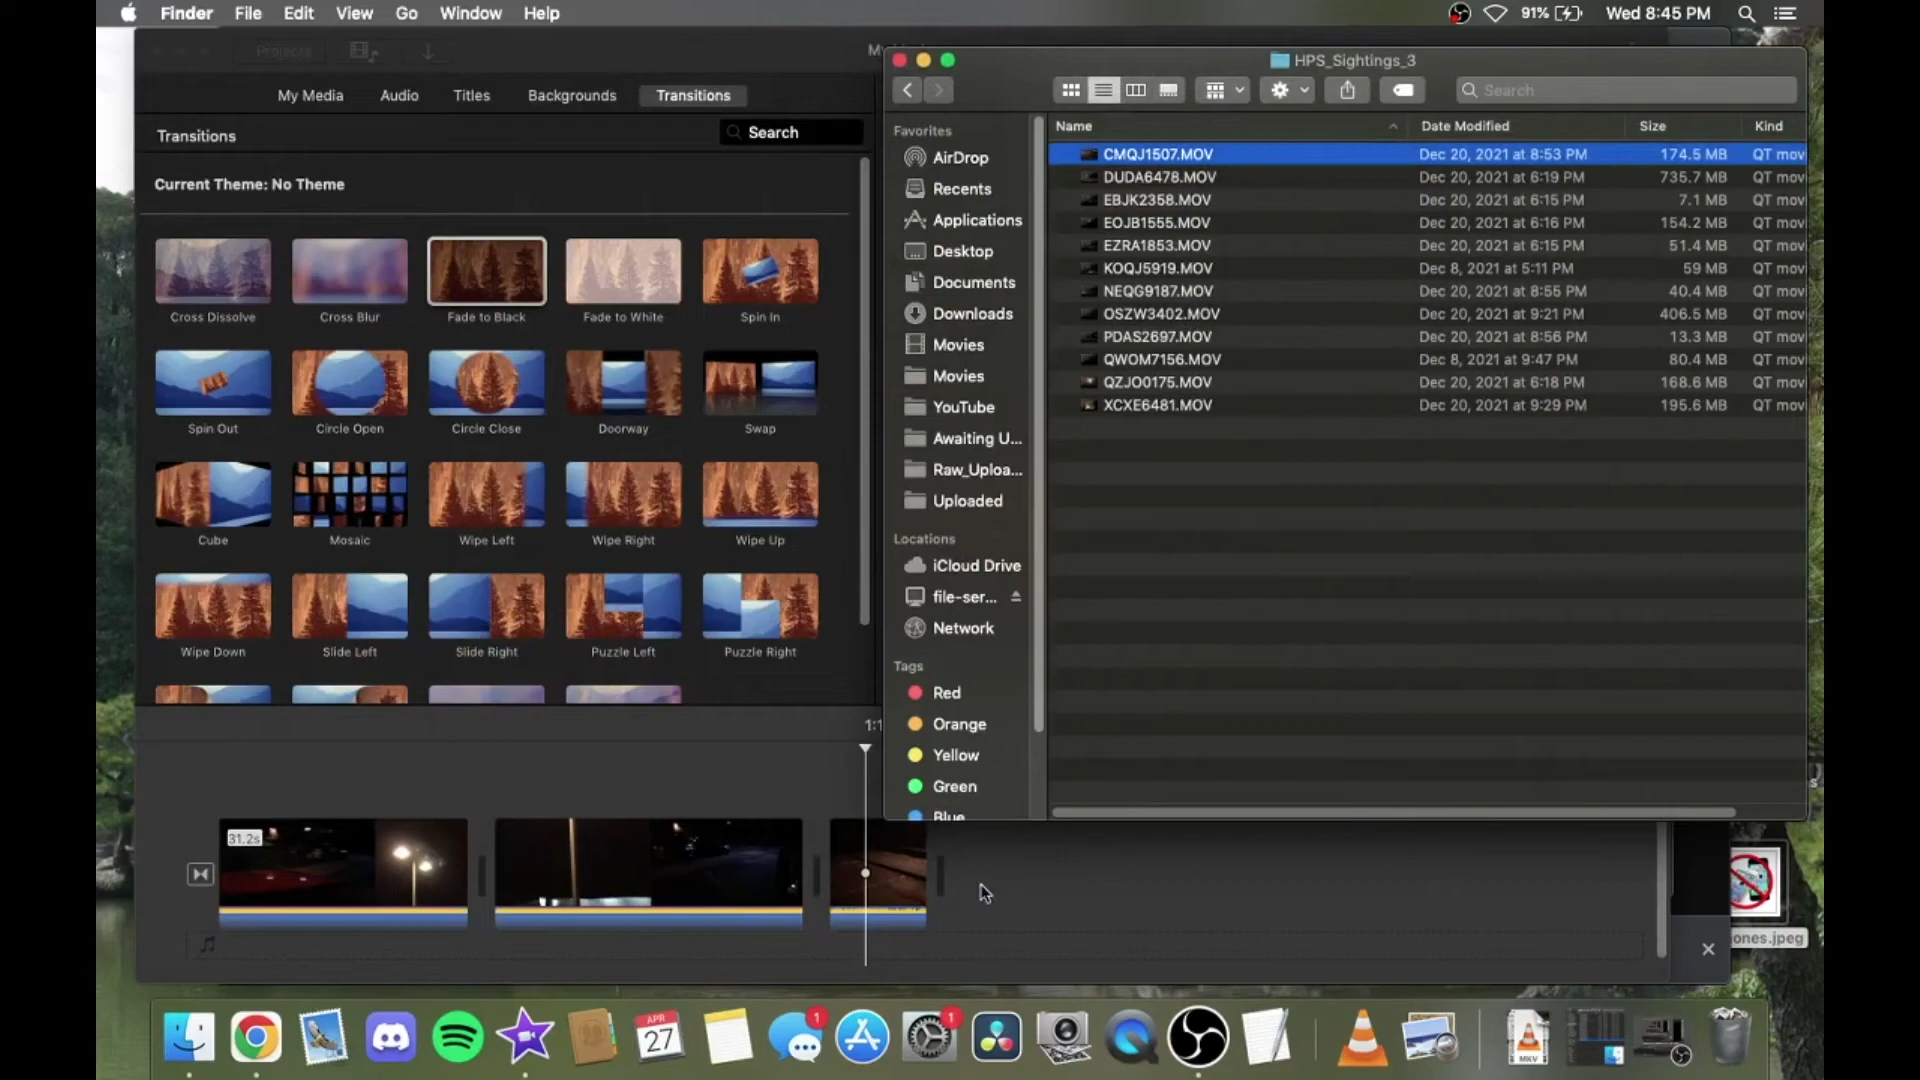 Finder File Edit View Go Window Help
91% Wed 8:45 PM
Projects
My
My Media Audio Titles Backgrounds Transitions
Transitions
Search
Current Theme: No Theme
Cross Dissolve Cross Blur Fade to Black Fade to White Spin In
Spin Out Circle Open Circle Close Doorway Swap
Cube Mosaic Wipe Left Wipe Right Wipe Up
Wipe Down Slide Left Slide Right Puzzle Left Puzzle Right
1:1
31.2s
HPS_Sightings_3
Search
Favorites
AirDrop
Recents
Applications
Desktop
Documents
Downloads
Movies
Movies
YouTube
Awaiting U...
Raw_Uploa...
Uploaded
Locations
iCloud Drive
file-ser...
Network
Tags
Red
Orange
Yellow
Green
Blue
Name Date Modified Size Kind
CMQJ1507.MOV Dec 20, 2021 at 8:53 PM 174.5 MB QT mov
DUDA6478.MOV Dec 20, 2021 at 6:19 PM 735.7 MB QT mov
EBJK2358.MOV Dec 20, 2021 at 6:15 PM 7.1 MB QT mov
EOJB1555.MOV Dec 20, 2021 at 6:16 PM 154.2 MB QT mov
EZRA1853.MOV Dec 20, 2021 at 6:15 PM 51.4 MB QT mov
KOQJ5919.MOV Dec 8, 2021 at 5:11 PM 59 MB QT mov
NEQG9187.MOV Dec 20, 2021 at 8:55 PM 40.4 MB QT mov
OSZW3402.MOV Dec 20, 2021 at 9:21 PM 406.5 MB QT mov
PDAS2697.MOV Dec 20, 2021 at 8:56 PM 13.3 MB QT mov
QWOM7156.MOV Dec 8, 2021 at 9:47 PM 80.4 MB QT mov
QZJO0175.MOV Dec 20, 2021 at 6:18 PM 168.6 MB QT mov
XCXE6481.MOV Dec 20, 2021 at 9:29 PM 195.6 MB QT mov
ones.jpeg
APR
27
1
1
MKV